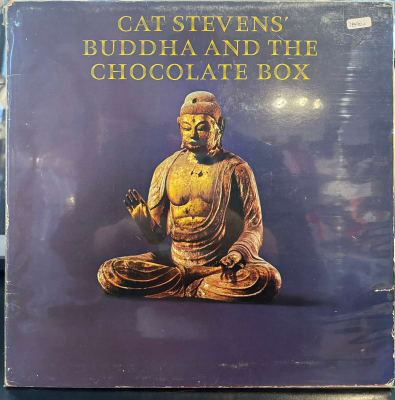 CAT STEVENS'
BUDDHA AND THE
CHOCOLATE BOX